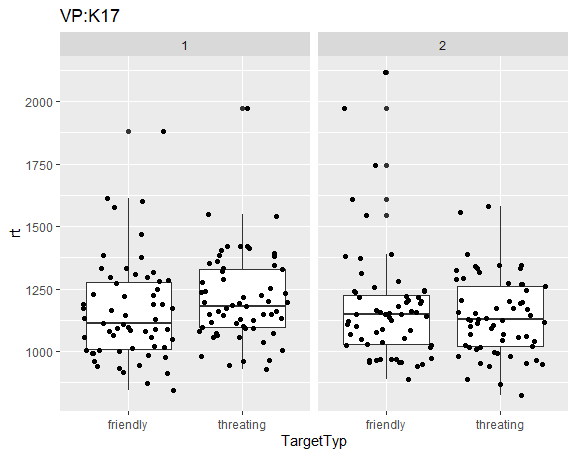 VP:K17
1
2
rt
2000
1750
1500
1250
1000
friendly
threating
friendly
threating
TargetTyp